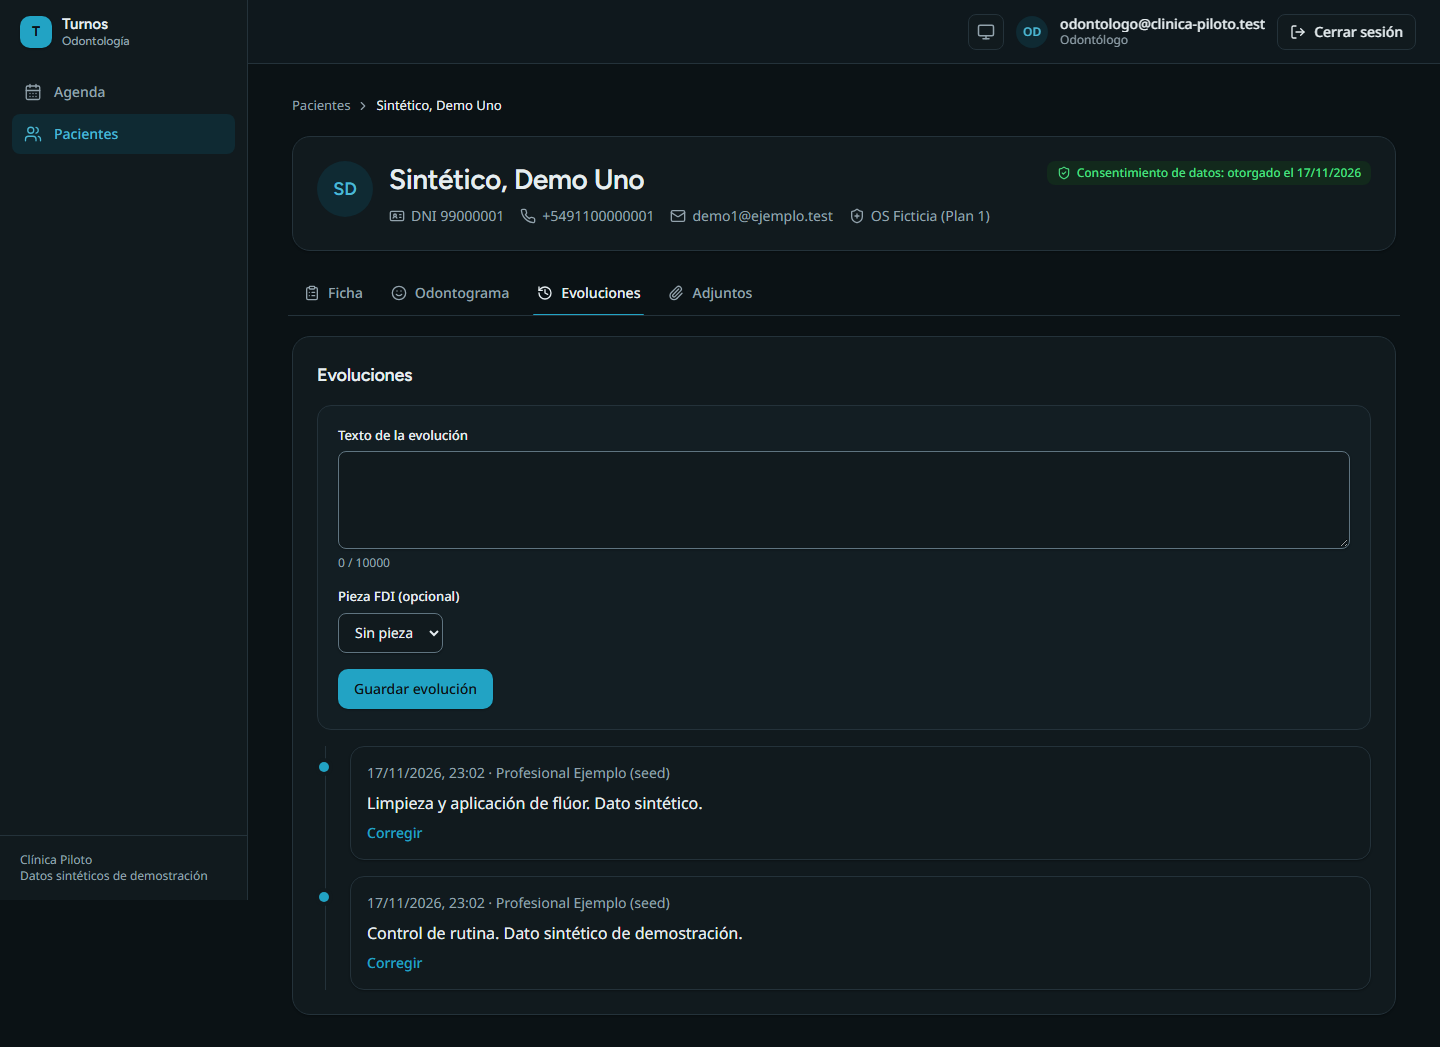 T
Turnos
Odontología
OD
odontologo@clinica-piloto.test
Odontólogo
Cerrar sesión
Agenda
Pacientes
Pacientes > Sintético, Demo Uno
SD
Sintético, Demo Uno
Consentimiento de datos: otorgado el 17/11/2026
DNI 99000001 +5491100000001 demo1@ejemplo.test OS Ficticia (Plan 1)
Ficha Odontograma Evoluciones Adjuntos
Evoluciones
Texto de la evolución
0 / 10000
Pieza FDI (opcional)
Sin pieza
Guardar evolución
17/11/2026, 23:02 · Profesional Ejemplo (seed)
Limpieza y aplicación de flúor. Dato sintético.
Corregir
17/11/2026, 23:02 · Profesional Ejemplo (seed)
Control de rutina. Dato sintético de demostración.
Corregir
Clínica Piloto
Datos sintéticos de demostración